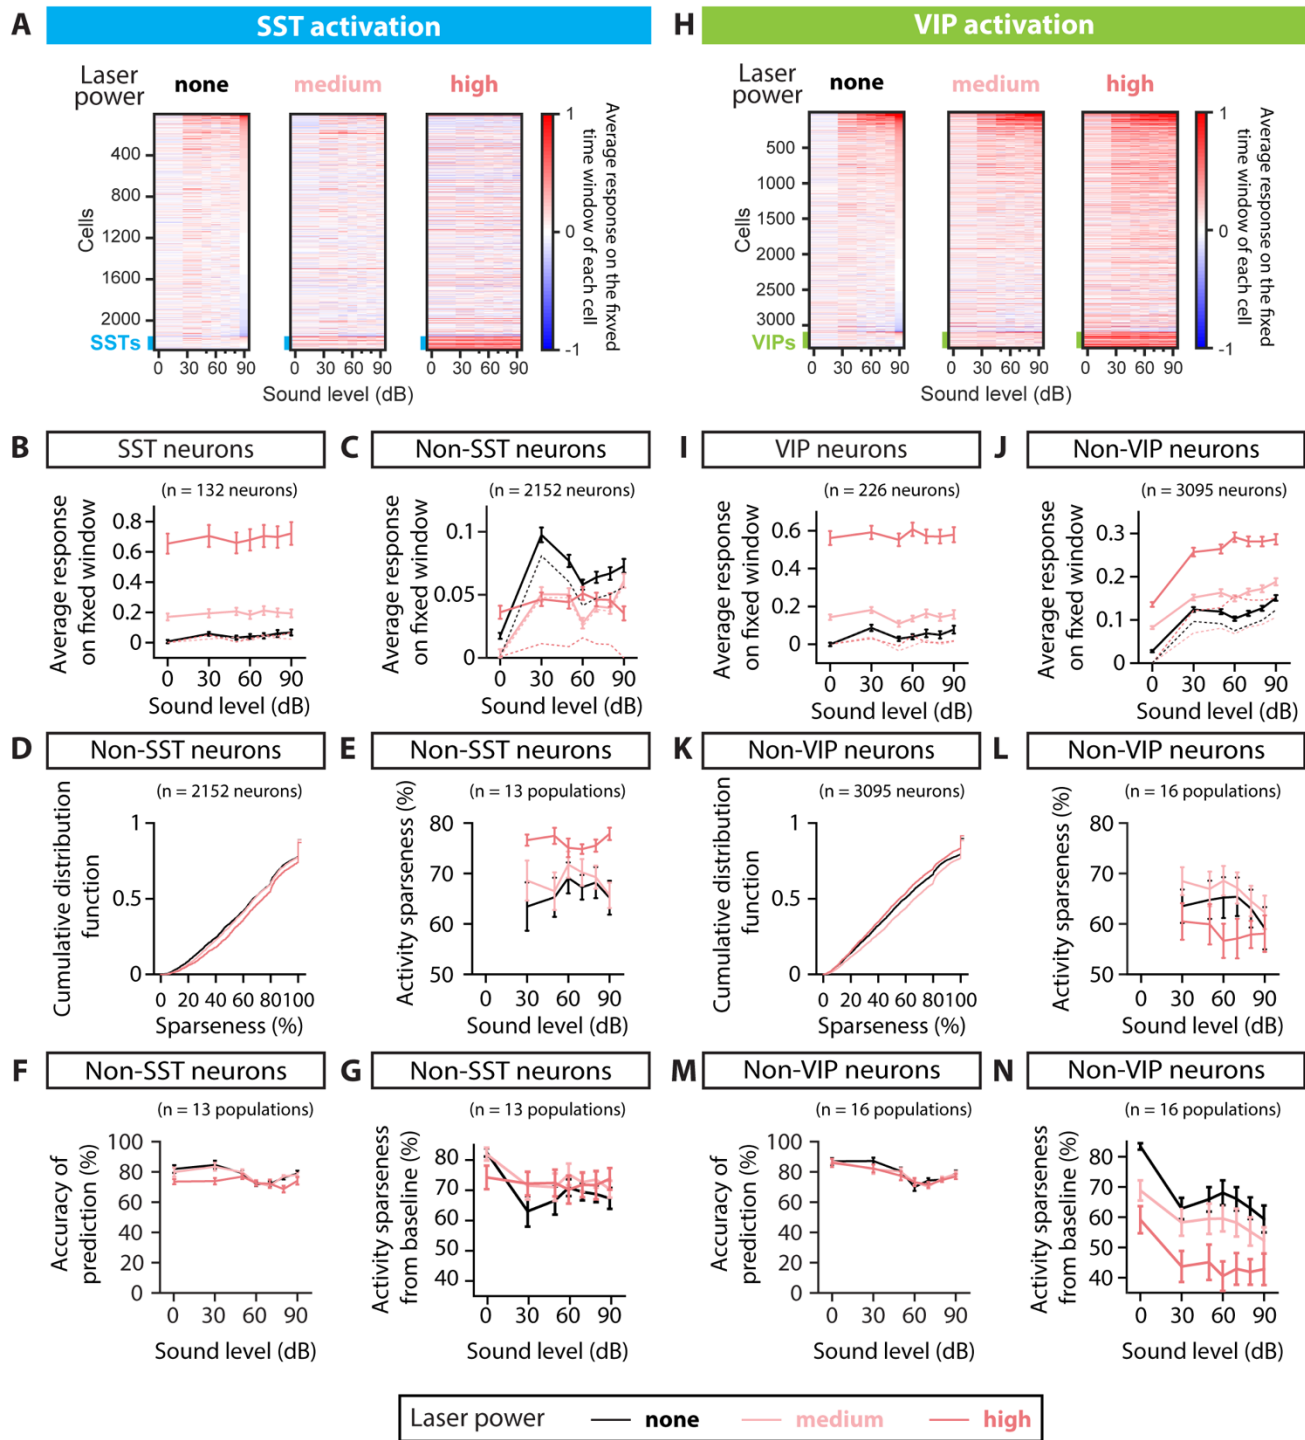 A SST activation
Laser power none medium high
1
0
-1
Average response on the fixved
time window of each cell
Cells
400
800
1200
1600
2000
SSTs
0 30 60 90 0 30 60 90 0 30 60 90
Sound level (dB)
H VIP activation
Laser power none medium high
1
0
-1
Average response on the fixved
time window of each cell
Cells
500
1000
1500
2000
2500
3000
VIPs
0 30 60 90 0 30 60 90 0 30 60 90
Sound level (dB)
B SST neurons
(n = 132 neurons)
Average response
on fixed window
0.8
0.6
0.4
0.2
0
0 30 60 90
Sound level (dB)
C Non-SST neurons
(n = 2152 neurons)
Average response
on fixed window
0.1
0.05
0
0 30 60 90
Sound level (dB)
I VIP neurons
(n = 226 neurons)
Average response
on fixed window
0.6
0.4
0.2
0
0 30 60 90
Sound level (dB)
J Non-VIP neurons
(n = 3095 neurons)
Average response
on fixed window
0.3
0.2
0.1
0
0 30 60 90
Sound level (dB)
D Non-SST neurons
(n = 2152 neurons)
Cumulative distribution
function
1
0.5
0
0 20 40 60 80 100
Sparseness (%)
E Non-SST neurons
(n = 13 populations)
Activity sparseness (%)
80
70
60
50
0 30 60 90
Sound level (dB)
K Non-VIP neurons
(n = 3095 neurons)
Cumulative distribution
function
1
0.5
0
0 20 40 60 80 100
Sparseness (%)
L Non-VIP neurons
(n = 16 populations)
Activity sparseness (%)
80
70
60
50
0 30 60 90
Sound level (dB)
F Non-SST neurons
(n = 13 populations)
Accuracy of
prediction (%)
100
80
60
40
20
0
0 30 60 90
Sound level (dB)
G Non-SST neurons
(n = 13 populations)
Activity sparseness
from baseline (%)
80
70
60
50
40
0 30 60 90
Sound level (dB)
M Non-VIP neurons
(n = 16 populations)
Accuracy of
prediction (%)
100
80
60
40
20
0
0 30 60 90
Sound level (dB)
N Non-VIP neurons
(n = 16 populations)
Activity sparseness
from baseline (%)
80
70
60
50
40
0 30 60 90
Sound level (dB)
Laser power none medium high